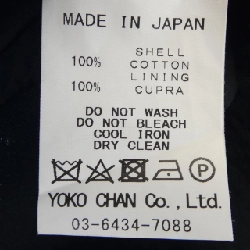 MADE IN JAPAN
SHELL
100% COTTON
LINING
100% CUPRA
DO NOT WASH
DO NOT BLEACH
COOL IRON
DRY CLEAN
P
YOKO CHAN Co., Ltd.
03-6434-7088